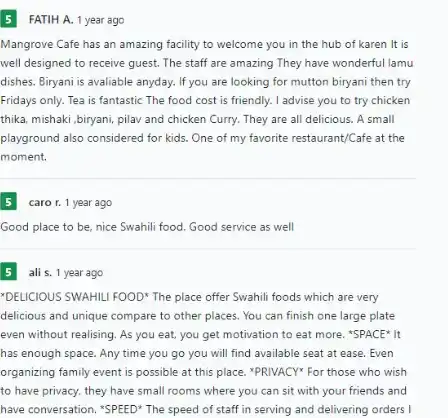 5 FATIH A. 1 year ago
Mangrove Cafe has an amazing facility to welcome you in the hub of karen It is
well designed to receive guest. The staff are amazing They have wonderful lamu
dishes. Biryani is avaliable anyday. If you are looking for mutton biryani then try
Fridays only. Tea is fantastic The food cost is friendly. I advise you to try chicken
thika, mishaki ,biryani, pilav and chicken Curry. They are all delicious. A small
playground also considered for kids. One of my favorite restaurant/Cafe at the
moment.
5 caro r. 1 year ago
Good place to be, nice Swahili food. Good service as well
5 ali s. 1 year ago
*DELICIOUS SWAHILI FOOD* The place offer Swahili foods which are very
delicious and unique compare to other places. You can finish one large plate
even without realising. As you eat, you get motivation to eat more. *SPACE* It
has enough space. Any time you go you will find available seat at ease. Even
organizing family event is possible at this place. *PRIVACY* For those who wish
to have privacy, they have small rooms where you can sit with your friends and
have conversation. *SPEED* The speed of staff in serving and delivering orders I